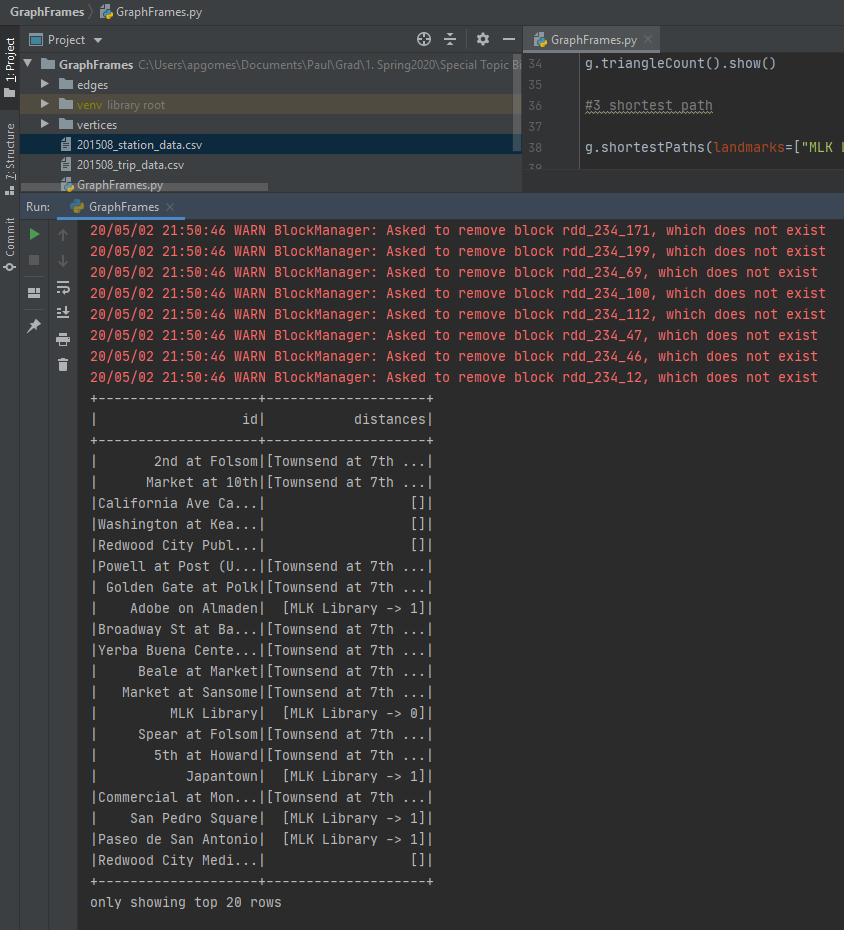 GraphFrames GraphFrames.py
1: Project
Z: Structure
Commit
Project
GraphFrames C:\Users\apgomes\Documents\Paul\Grad\1. Spring2020\Special Topic Bi
edges
venv library root
vertices
201508_station_data.csv
201508_trip_data.csv
GraphFrames.py
GraphFrames.py
34 g.triangleCount().show()
35
36 #3 shortest path
37
38 g.shortestPaths(landmarks=["MLK L
39
Run: GraphFrames
20/05/02 21:50:46 WARN BlockManager: Asked to remove block rdd_234_171, which does not exist
20/05/02 21:50:46 WARN BlockManager: Asked to remove block rdd_234_199, which does not exist
20/05/02 21:50:46 WARN BlockManager: Asked to remove block rdd_234_69, which does not exist
20/05/02 21:50:46 WARN BlockManager: Asked to remove block rdd_234_100, which does not exist
20/05/02 21:50:46 WARN BlockManager: Asked to remove block rdd_234_112, which does not exist
20/05/02 21:50:46 WARN BlockManager: Asked to remove block rdd_234_47, which does not exist
20/05/02 21:50:46 WARN BlockManager: Asked to remove block rdd_234_46, which does not exist
20/05/02 21:50:46 WARN BlockManager: Asked to remove block rdd_234_12, which does not exist
+--------------------+--------------------+
|                  id|           distances|
+--------------------+--------------------+
|       2nd at Folsom|[Townsend at 7th ...|
|      Market at 10th|[Townsend at 7th ...|
|California Ave Ca...|                  []|
|Washington at Kea...|                  []|
|Redwood City Publ...|                  []|
|Powell at Post (U...|[Townsend at 7th ...|
| Golden Gate at Polk|[Townsend at 7th ...|
|    Adobe on Almaden|  [MLK Library -> 1]|
|Broadway St at Ba...|[Townsend at 7th ...|
|Yerba Buena Cente...|[Townsend at 7th ...|
|     Beale at Market|[Townsend at 7th ...|
|   Market at Sansome|[Townsend at 7th ...|
|         MLK Library|  [MLK Library -> 0]|
|     Spear at Folsom|[Townsend at 7th ...|
|       5th at Howard|[Townsend at 7th ...|
|           Japantown|  [MLK Library -> 1]|
|Commercial at Mon...|[Townsend at 7th ...|
|    San Pedro Square|  [MLK Library -> 1]|
|Paseo de San Antonio|  [MLK Library -> 1]|
|Redwood City Medi...|                  []|
+--------------------+--------------------+
only showing top 20 rows